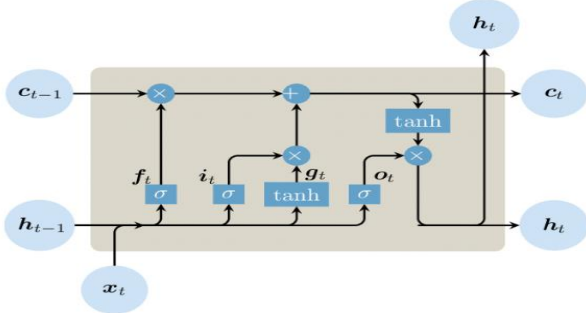 h_t
c_{t-1} × + c_t
tanh
× ×
f_t i_t g_t o_t
σ σ tanh σ
h_{t-1} h_t
x_t